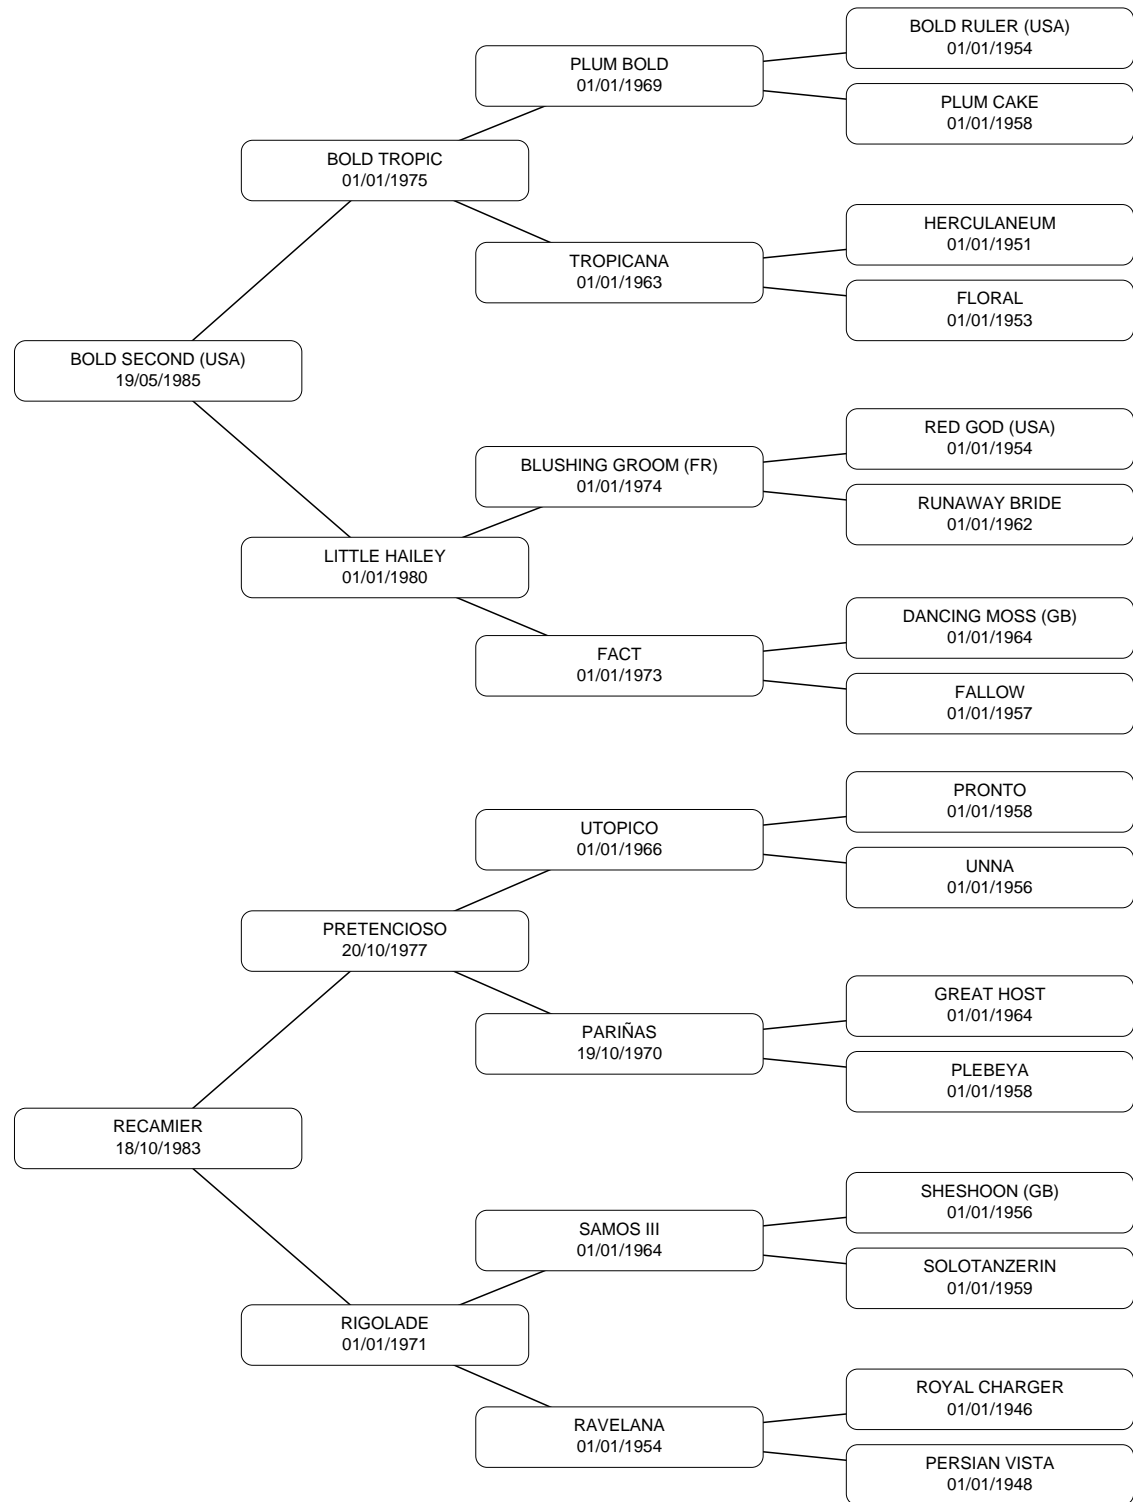 BOLD RULER (USA)
01/01/1954
PLUM BOLD
01/01/1969
PLUM CAKE
01/01/1958
BOLD TROPIC
01/01/1975
HERCULANEUM
01/01/1951
TROPICANA
01/01/1963
FLORAL
01/01/1953
BOLD SECOND (USA)
19/05/1985
RED GOD (USA)
01/01/1954
BLUSHING GROOM (FR)
01/01/1974
RUNAWAY BRIDE
01/01/1962
LITTLE HAILEY
01/01/1980
DANCING MOSS (GB)
01/01/1964
FACT
01/01/1973
FALLOW
01/01/1957
PRONTO
01/01/1958
UTOPICO
01/01/1966
UNNA
01/01/1956
PRETENCIOSO
20/10/1977
GREAT HOST
01/01/1964
PARIÑAS
19/10/1970
PLEBEYA
01/01/1958
RECAMIER
18/10/1983
SHESHOON (GB)
01/01/1956
SAMOS III
01/01/1964
SOLOTANZERIN
01/01/1959
RIGOLADE
01/01/1971
ROYAL CHARGER
01/01/1946
RAVELANA
01/01/1954
PERSIAN VISTA
01/01/1948